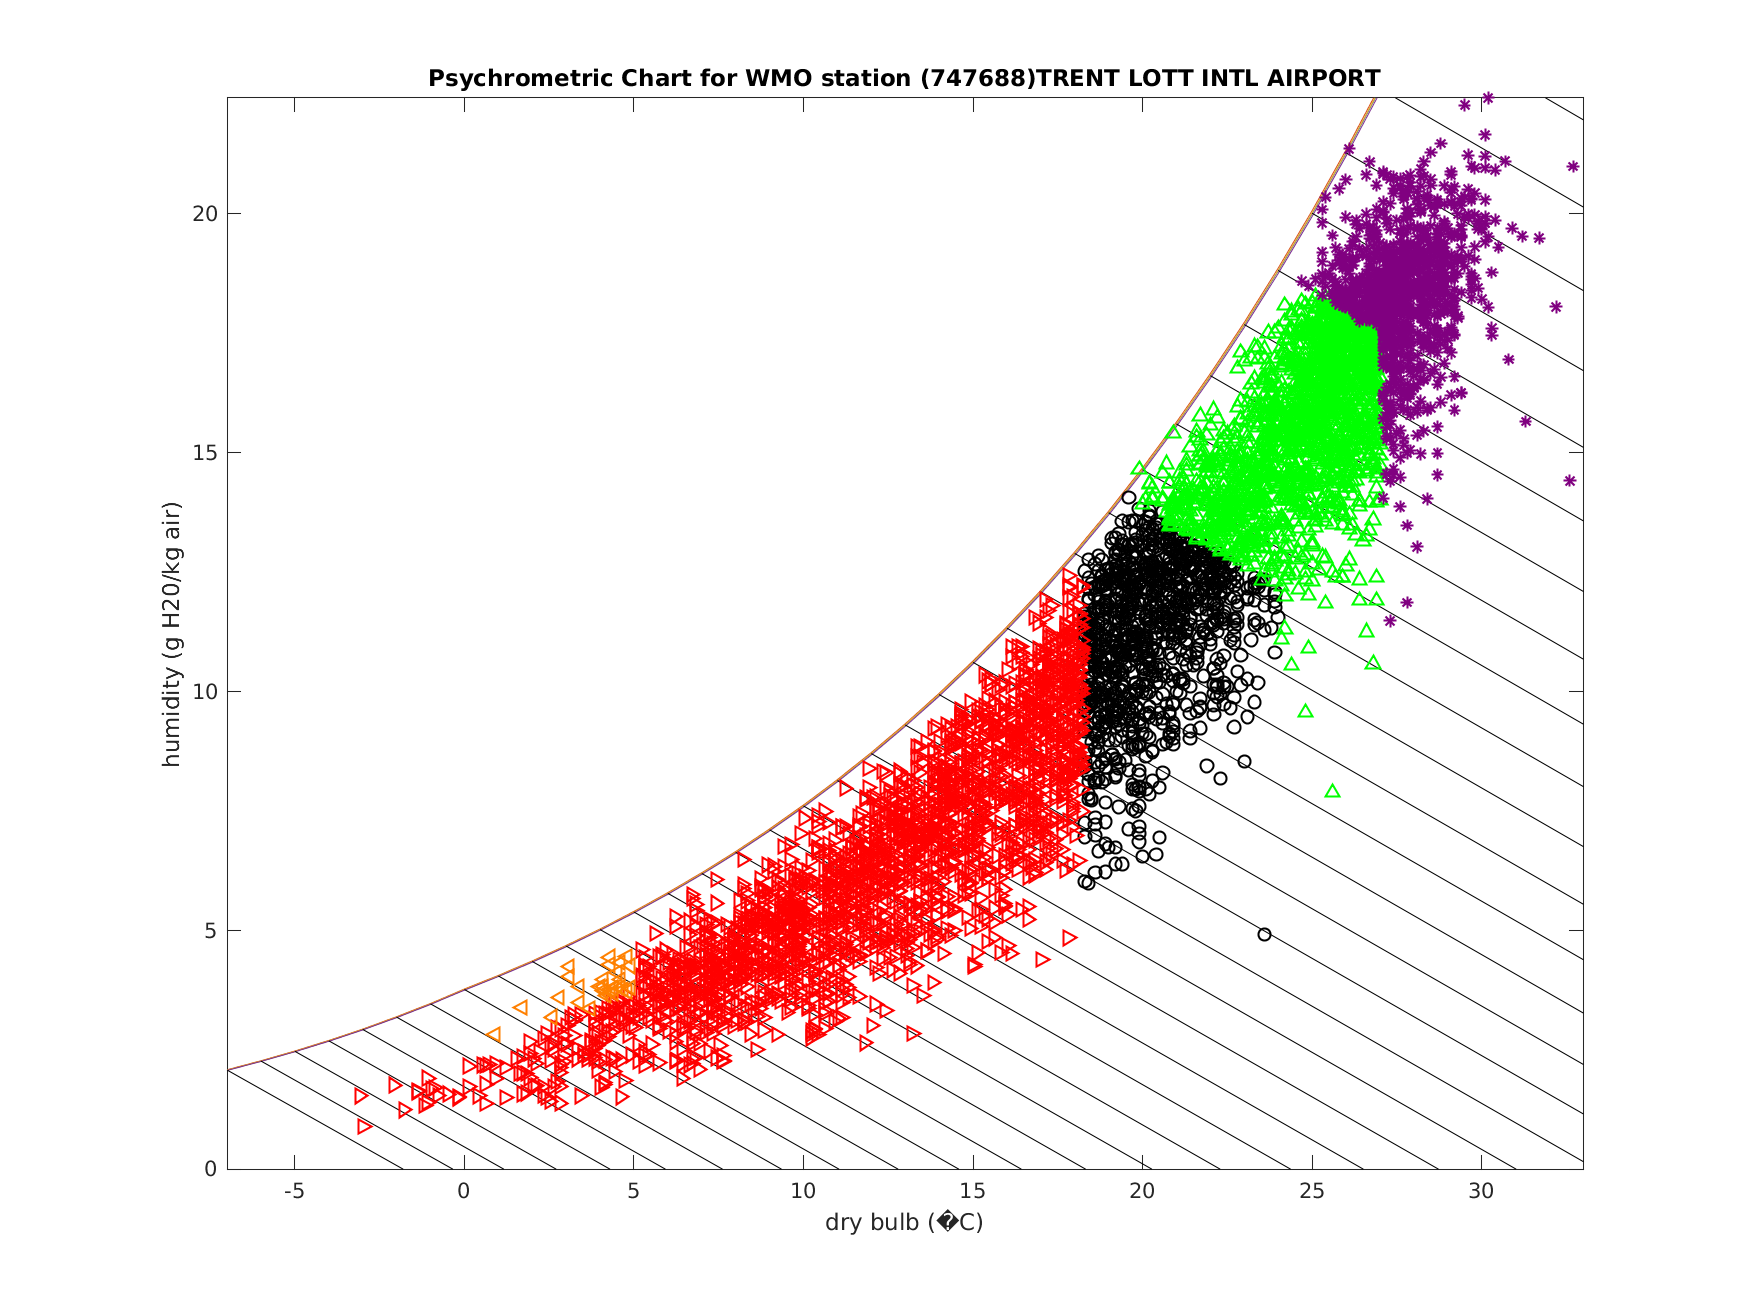 Psychrometric Chart for WMO station (747688)TRENT LOTT INTL AIRPORT
humidity (g H20/kg air)
20
15
10
5
0
-5 0 5 10 15 20 25 30
dry bulb (�C)